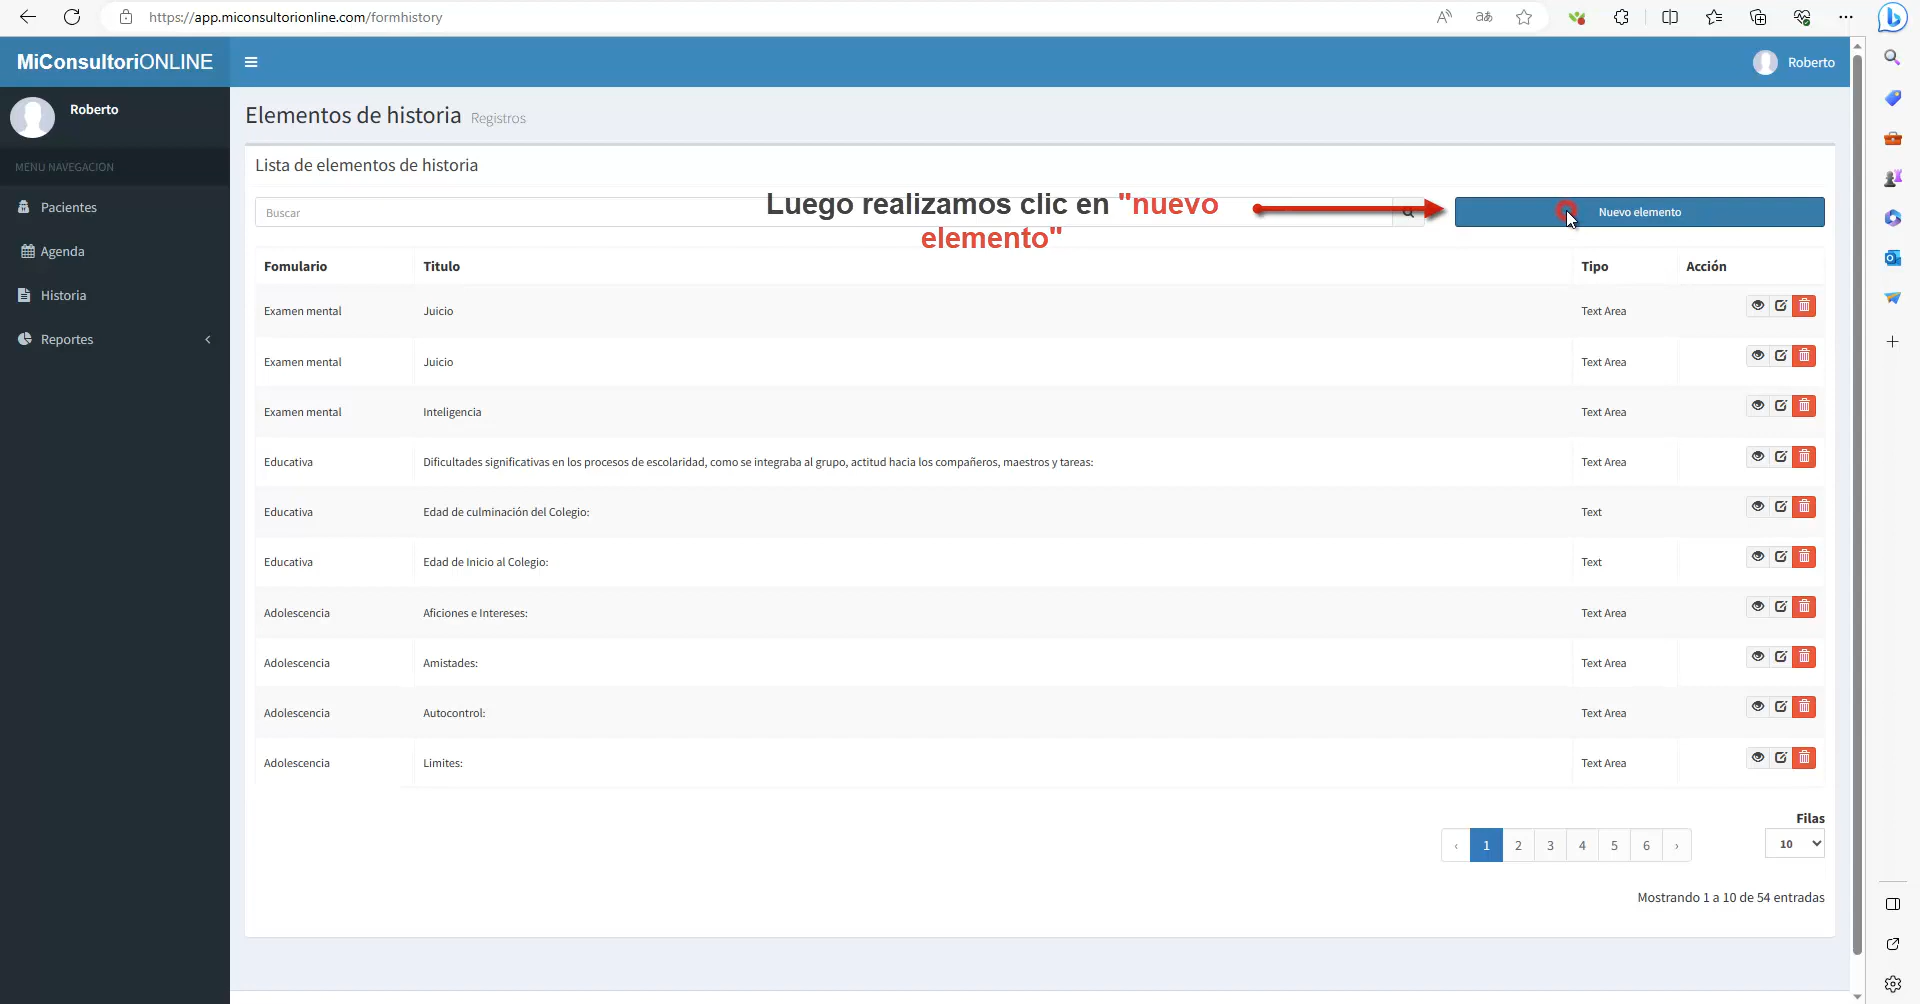 https://app.miconsultorionline.com/formhistory
MiConsultoriONLINE
Roberto
Roberto
MENU NAVEGACIÓN
Pacientes
Agenda
Historia
Reportes
Elementos de historia Registros
Lista de elementos de historia
Buscar
Luego realizamos clic en "nuevo
elemento"
Nuevo elemento
Fomulario Titulo Tipo Acción
Examen mental Juicio Text Area
Examen mental Juicio Text Area
Examen mental Inteligencia Text Area
Educativa Dificultades significativas en los procesos de escolaridad, como se integraba al grupo, actitud hacia los compañeros, maestros y tareas: Text Area
Educativa Edad de culminación del Colegio: Text
Educativa Edad de Inicio al Colegio: Text
Adolescencia Aficiones e Intereses: Text Area
Adolescencia Amistades: Text Area
Adolescencia Autocontrol: Text Area
Adolescencia Limites: Text Area
Filas
‹ 1 2 3 4 5 6 › 10
Mostrando 1 a 10 de 54 entradas